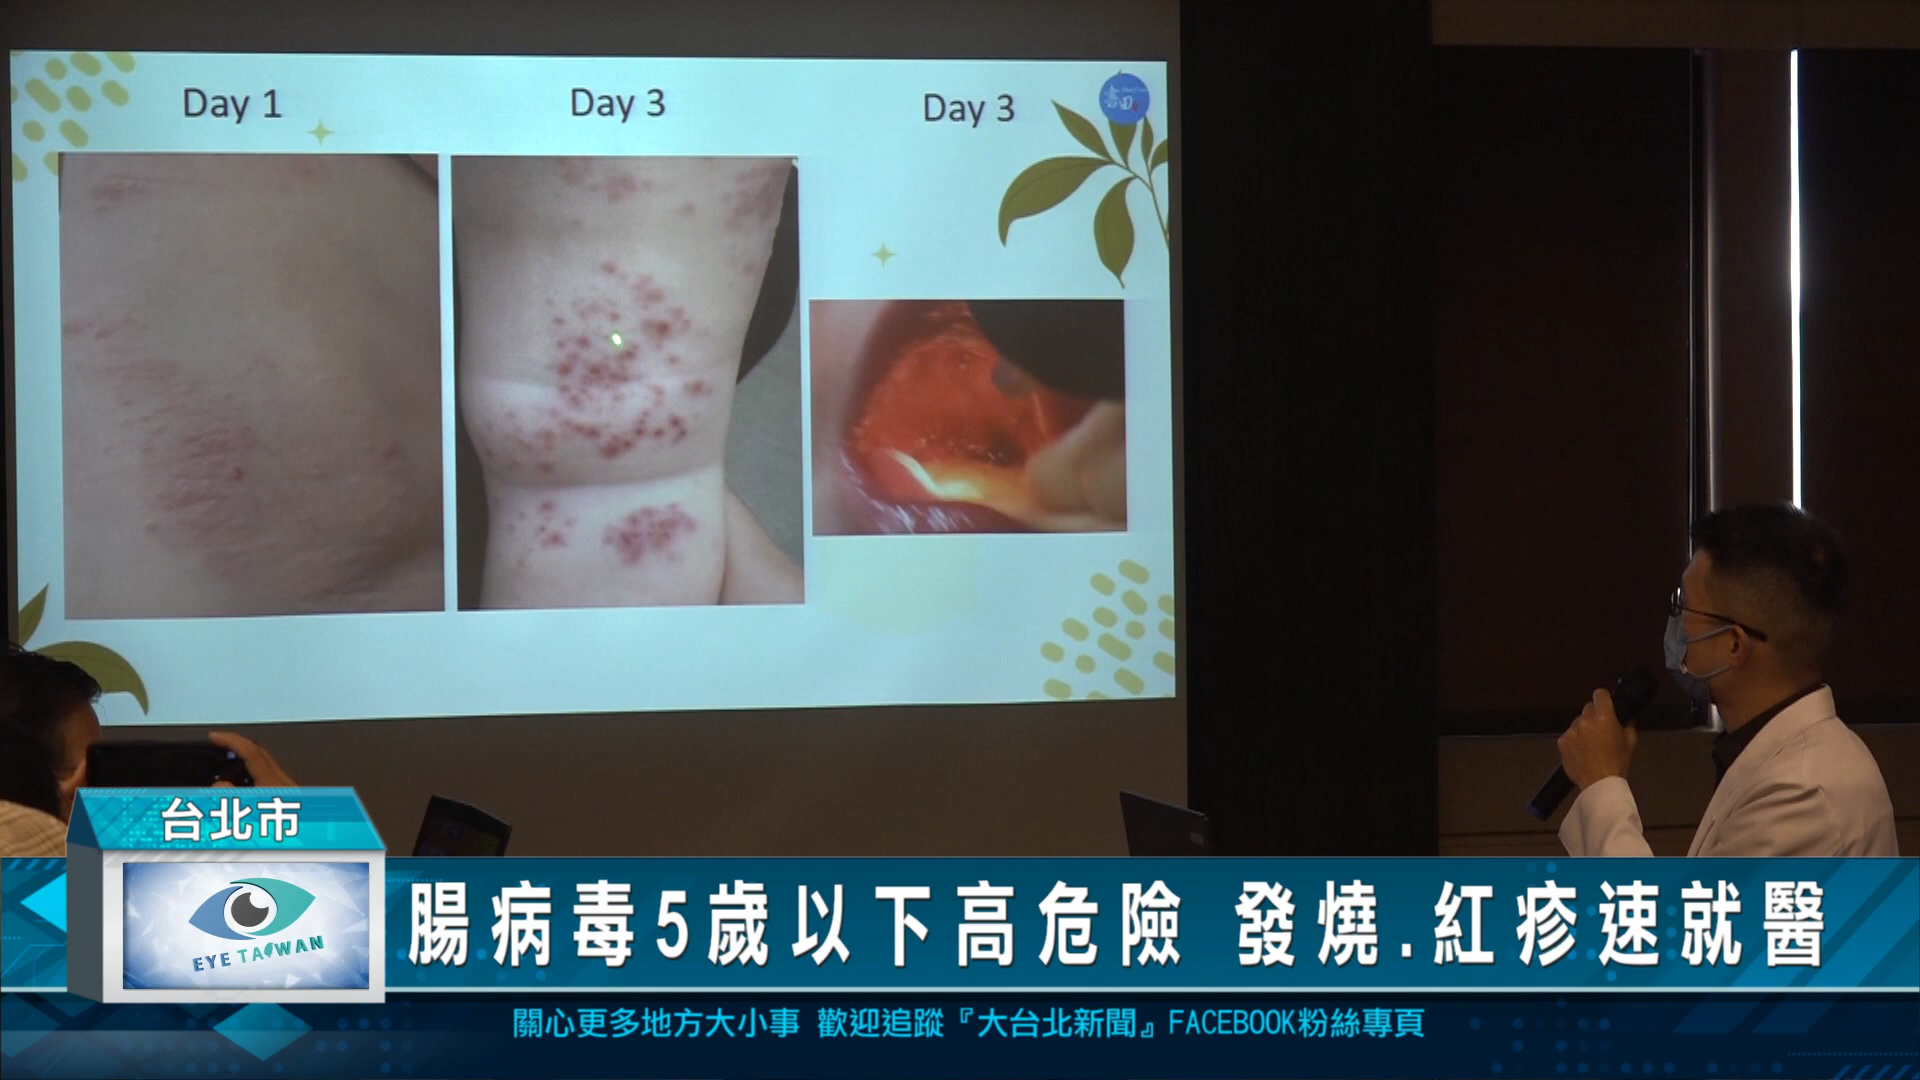 Day 1
Day 3
Day 3
書田
台北市
EYE TAIWAN
腸病毒5歲以下高危險 發燒.紅疹速就醫
關心更多地方大小事 歡迎追蹤『大台北新聞』FACEBOOK粉絲專頁